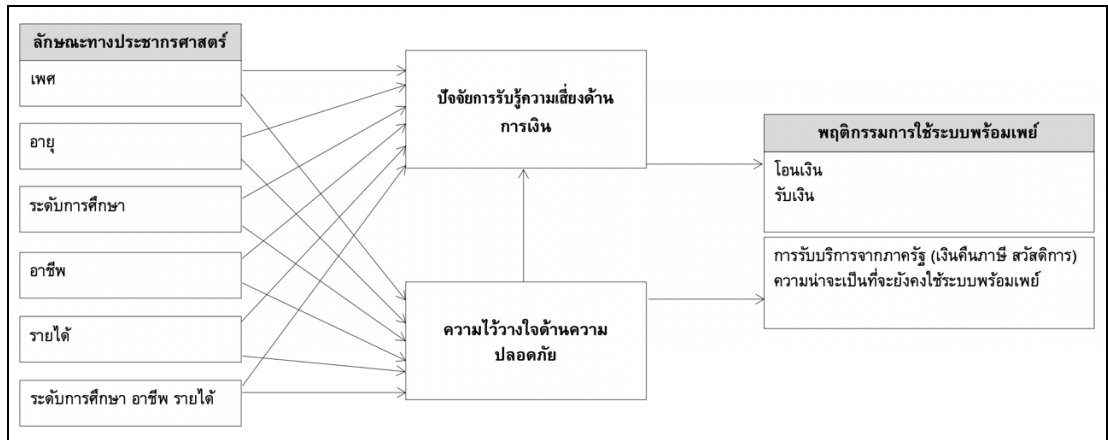 ลักษณะทางประชากรศาสตร์
เพศ
อายุ
ระดับการศึกษา
อาชีพ
รายได้
ระดับการศึกษา อาชีพ รายได้
ปัจจัยการรับรู้ความเสี่ยงด้าน
การเงิน
ความไว้วางใจด้านความ
ปลอดภัย
พฤติกรรมการใช้ระบบพร้อมเพย์
โอนเงิน
รับเงิน
การรับบริการจากภาครัฐ (เงินคืนภาษี สวัสดิการ)
ความน่าจะเป็นที่จะยังคงใช้ระบบพร้อมเพย์